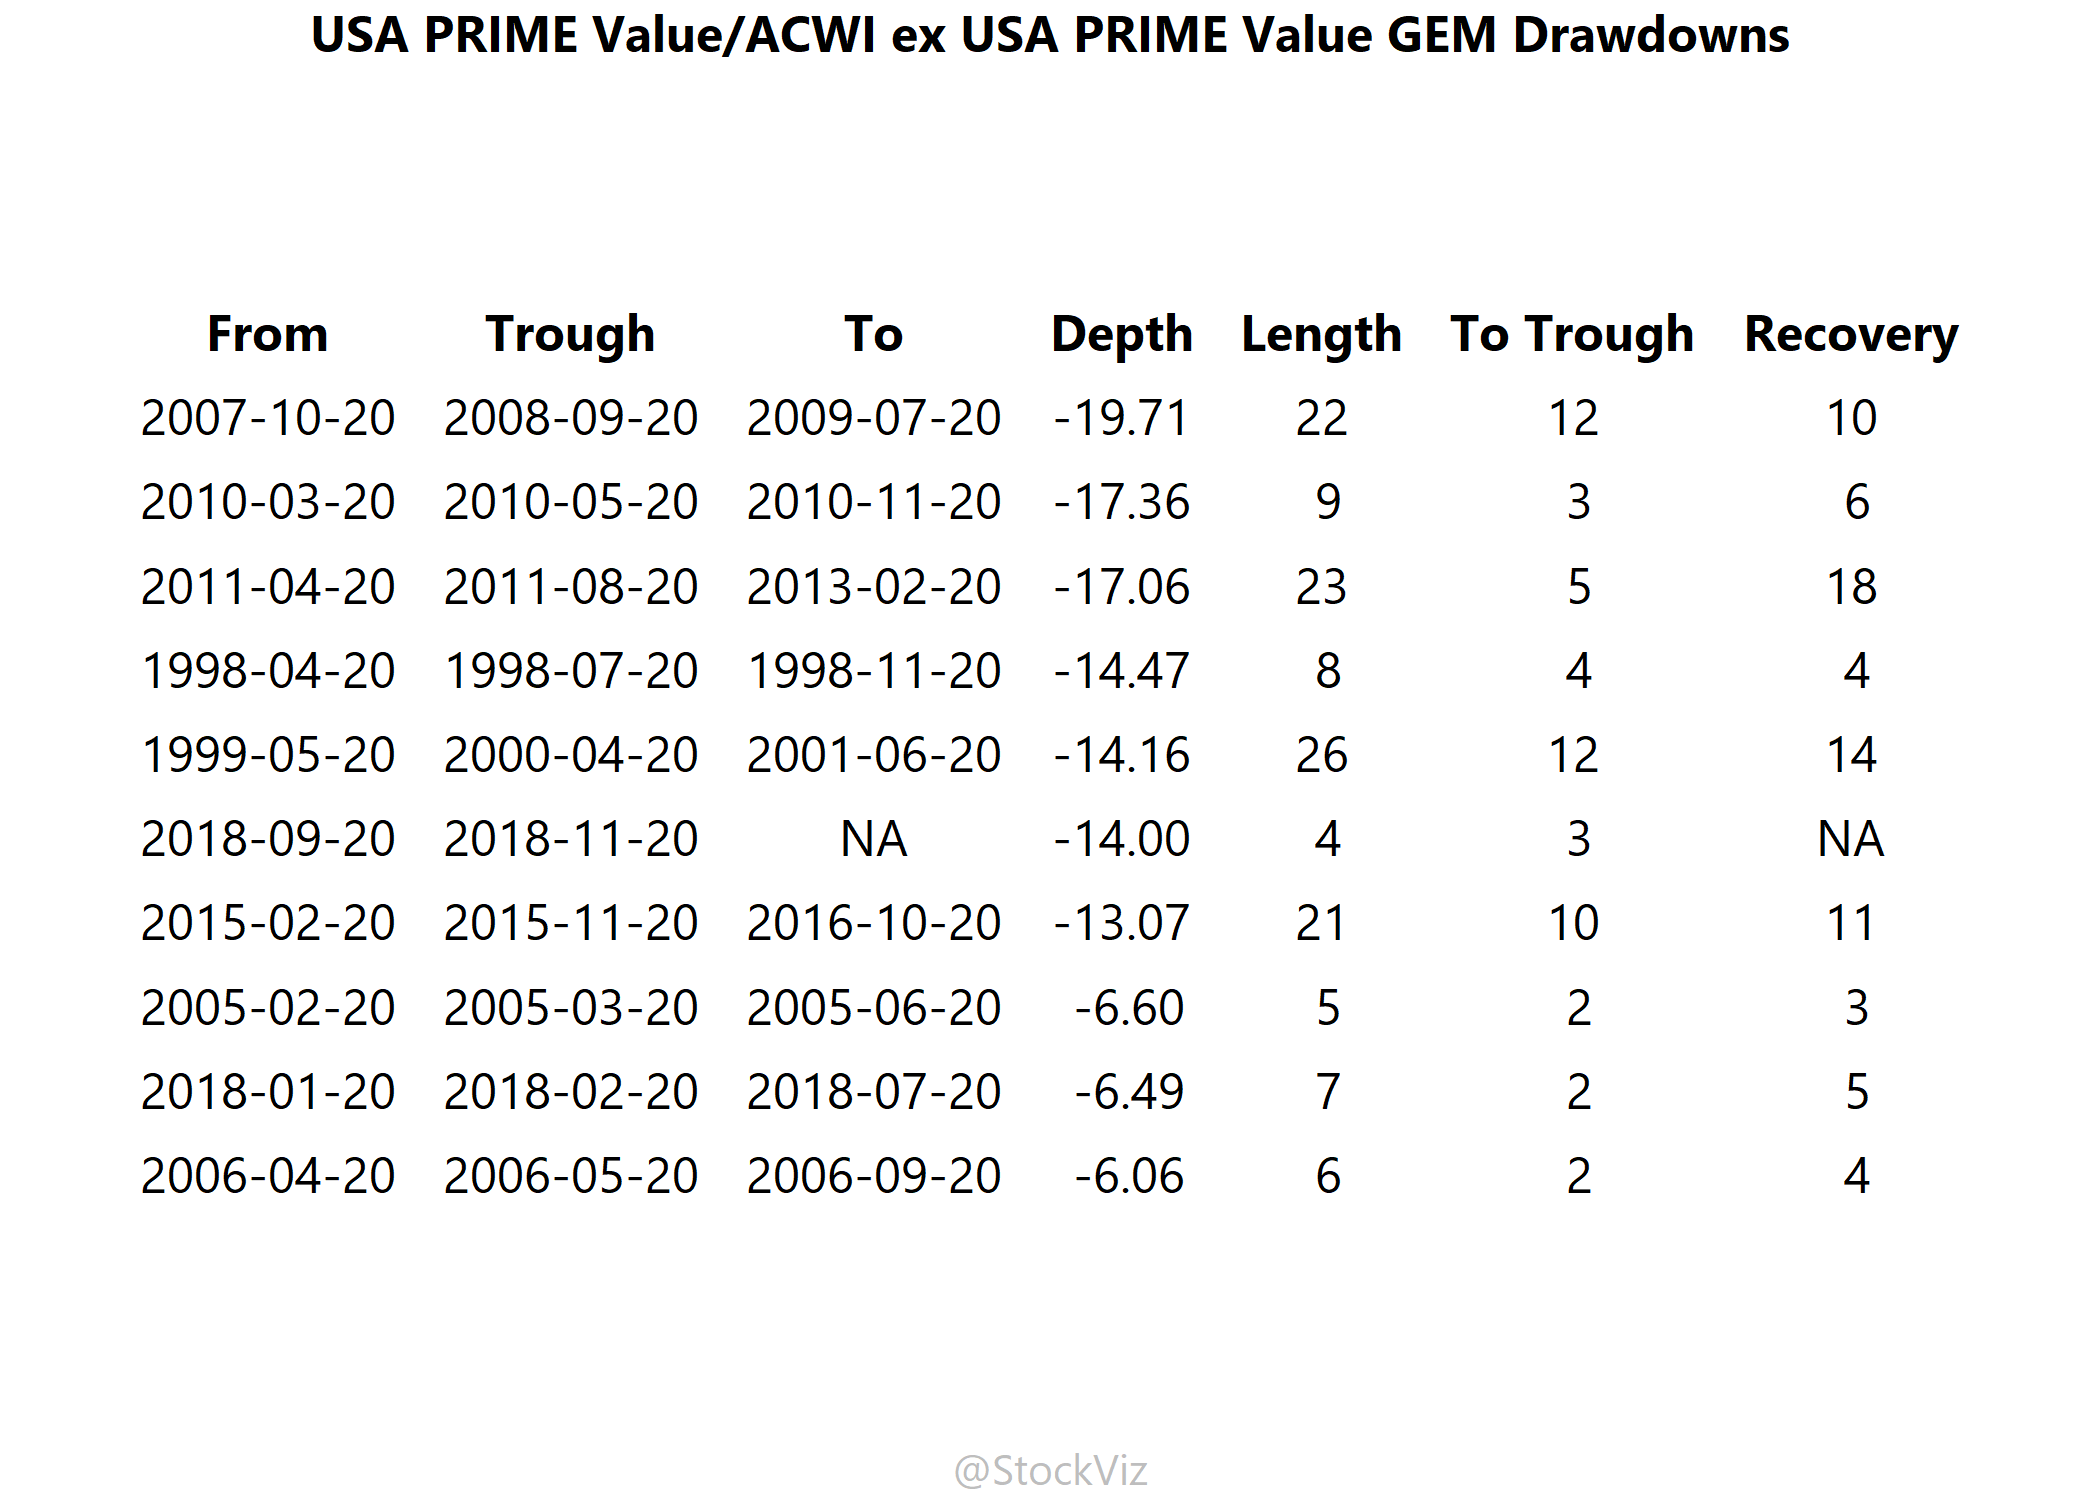 USA PRIME Value/ACWI ex USA PRIME Value GEM Drawdowns
From Trough To Depth Length To Trough Recovery
2007-10-20 2008-09-20 2009-07-20 -19.71 22 12 10
2010-03-20 2010-05-20 2010-11-20 -17.36 9 3 6
2011-04-20 2011-08-20 2013-02-20 -17.06 23 5 18
1998-04-20 1998-07-20 1998-11-20 -14.47 8 4 4
1999-05-20 2000-04-20 2001-06-20 -14.16 26 12 14
2018-09-20 2018-11-20 NA -14.00 4 3 NA
2015-02-20 2015-11-20 2016-10-20 -13.07 21 10 11
2005-02-20 2005-03-20 2005-06-20 -6.60 5 2 3
2018-01-20 2018-02-20 2018-07-20 -6.49 7 2 5
2006-04-20 2006-05-20 2006-09-20 -6.06 6 2 4
@StockViz